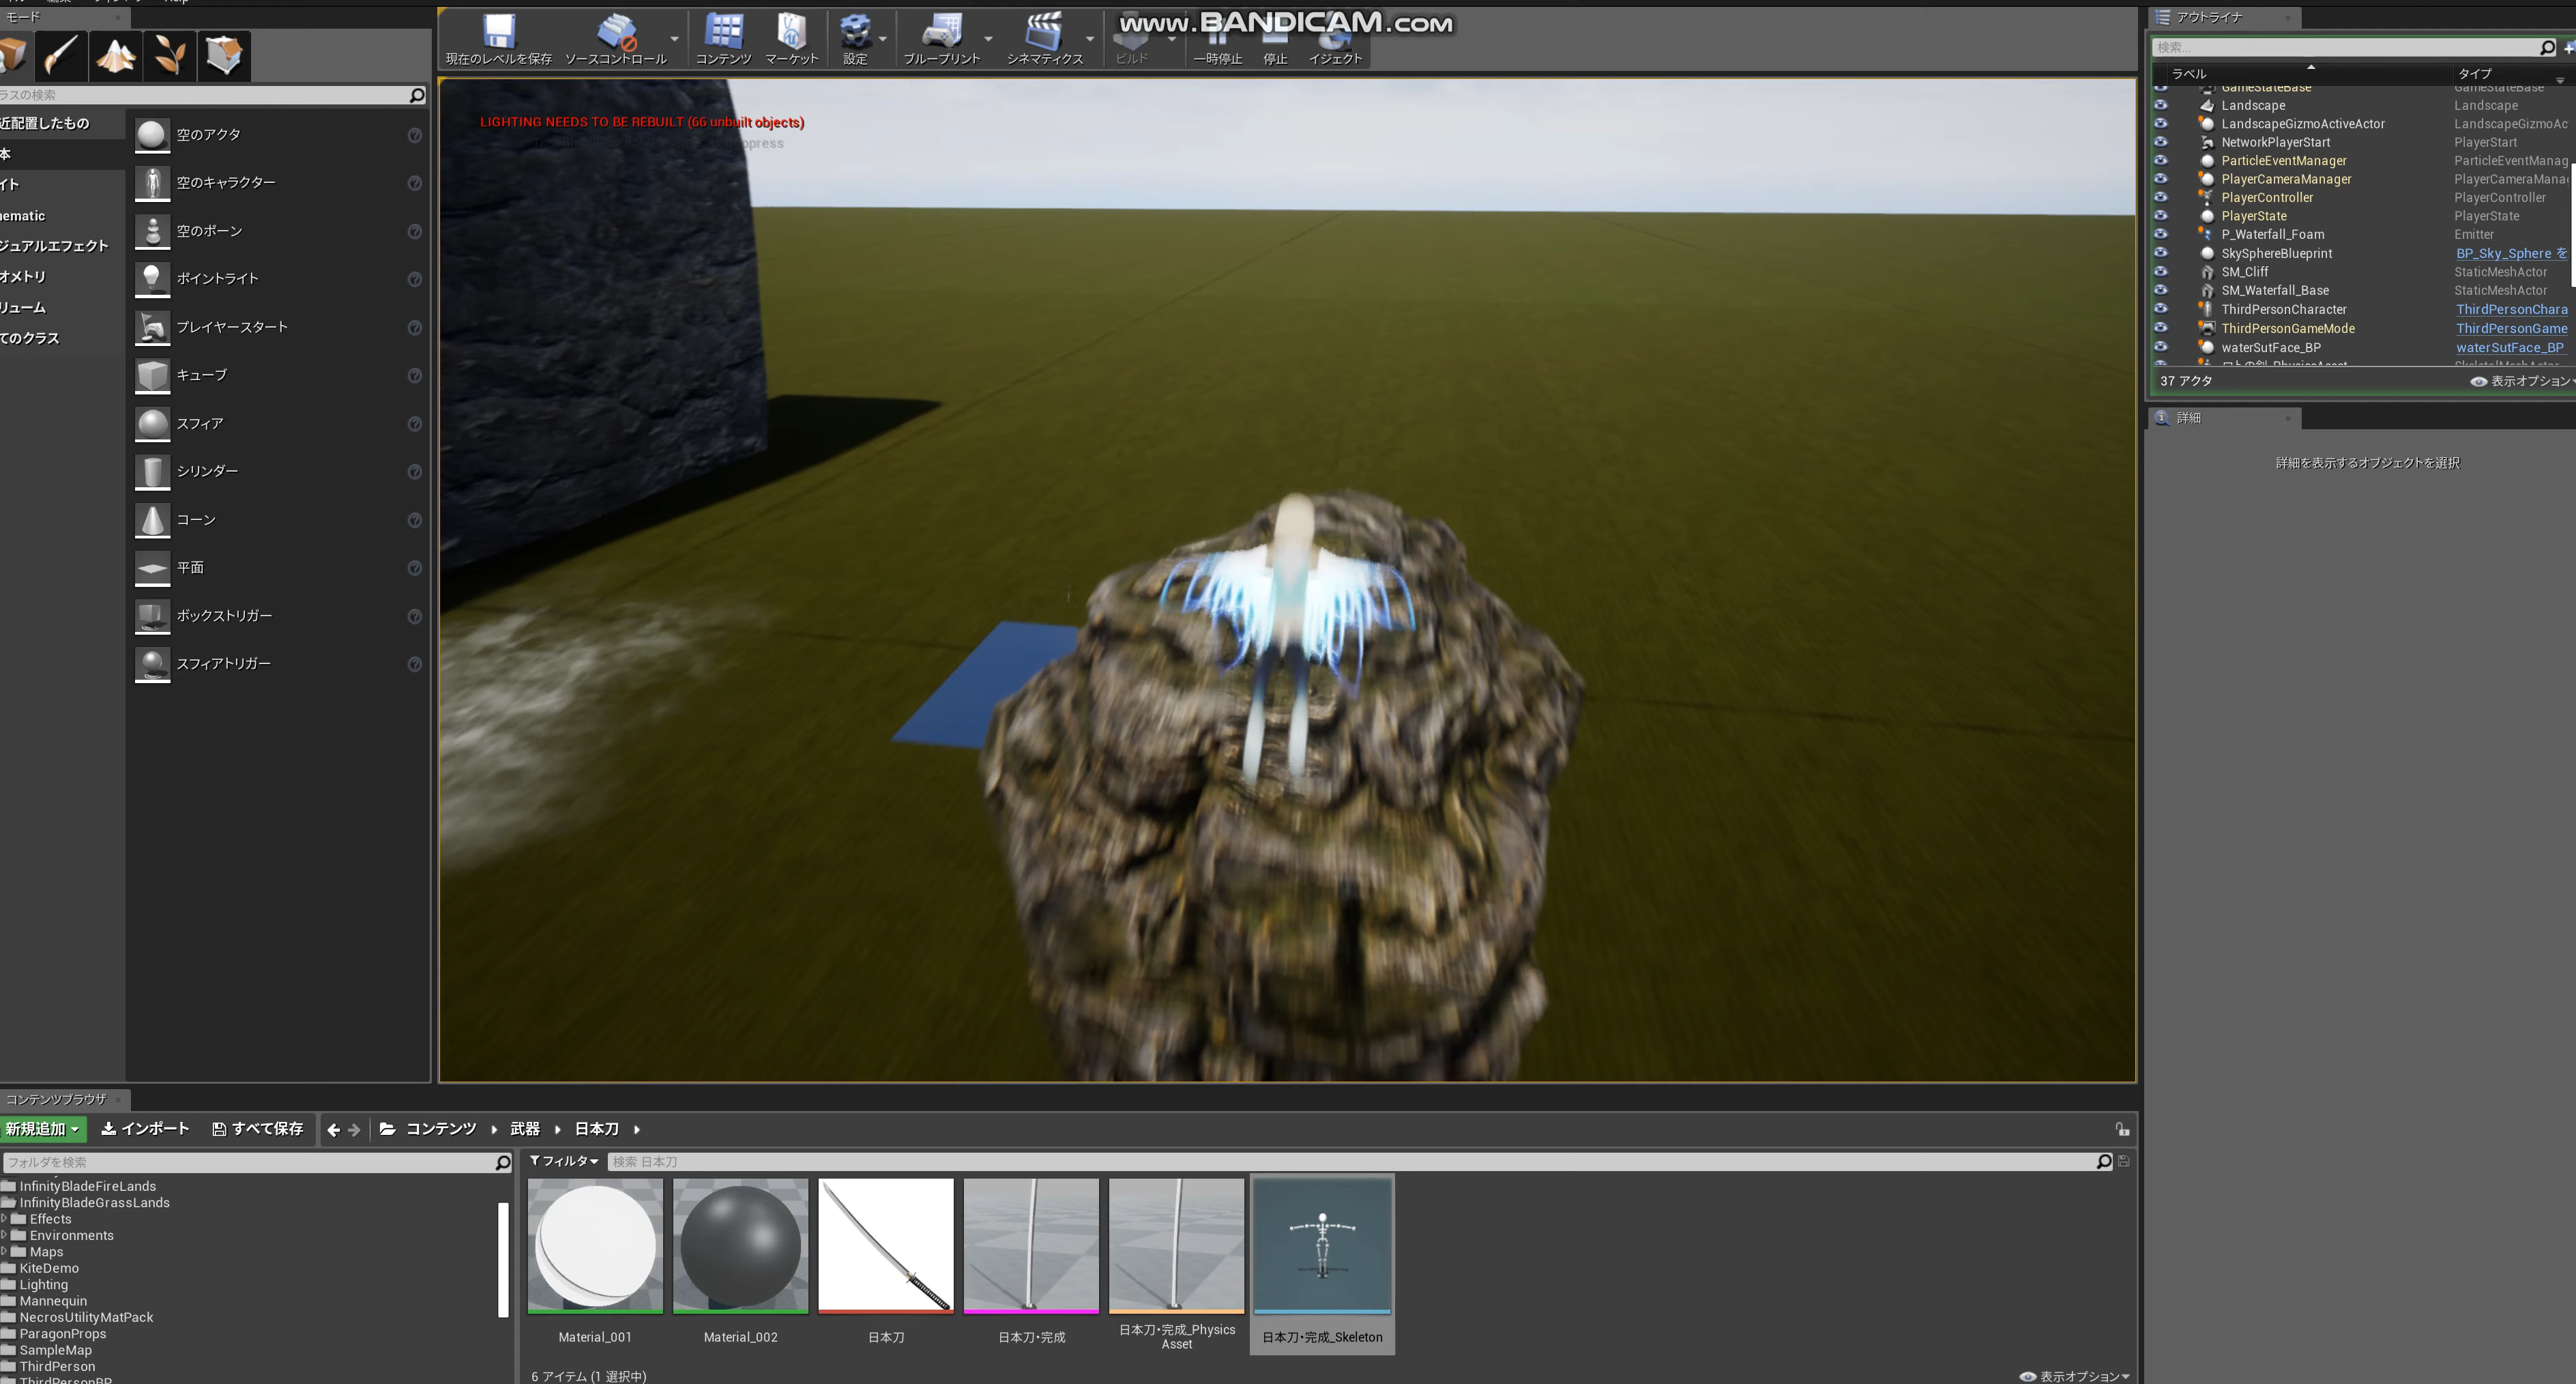 モード
現在のレベルを保存
ソースコントロール
コンテンツ
マーケット
設定
ブループリント
シネマティクス
ビルド
一時停止
停止
イジェクト
www.BANDICAM.com
ラスの検索
近配置したもの
本
イト
nematic
ジュアルエフェクト
オメトリ
リューム
てのクラス
空のアクタ
空のキャラクター
空のポーン
ポイントライト
プレイヤースタート
キューブ
スフィア
シリンダー
コーン
平面
ボックストリガー
スフィアトリガー
LIGHTING NEEDS TO BE REBUILT (66 unbuilt objects)
アウトライナ
検索...
ラベル タイプ
GameStateBase GameStateBase
Landscape Landscape
LandscapeGizmoActiveActor LandscapeGizmoAc
NetworkPlayerStart PlayerStart
ParticleEventManager ParticleEventManag
PlayerCameraManager PlayerCameraMana
PlayerController PlayerController
PlayerState PlayerState
P_Waterfall_Foam Emitter
SkySphereBlueprint BP_Sky_Sphere を
SM_Cliff StaticMeshActor
SM_Waterfall_Base StaticMeshActor
ThirdPersonCharacter ThirdPersonChara
ThirdPersonGameMode ThirdPersonGame
waterSutFace_BP waterSutFace_BP
37 アクタ
表示オプション
詳細
詳細を表示するオブジェクトを選択
コンテンツブラウザ
新規追加
インポート
すべて保存
コンテンツ
武器
日本刀
フォルダを検索
フィルタ
検索 日本刀
InfinityBladeFireLands
InfinityBladeGrassLands
Effects
Environments
Maps
KiteDemo
Lighting
Mannequin
NecrosUtilityMatPack
ParagonProps
SampleMap
ThirdPerson
ThirdPersonBP
Material_001
Material_002
日本刀
日本刀・完成
日本刀・完成_Physics
Asset
日本刀・完成_Skeleton
6 アイテム (1 選択中)
表示オプション